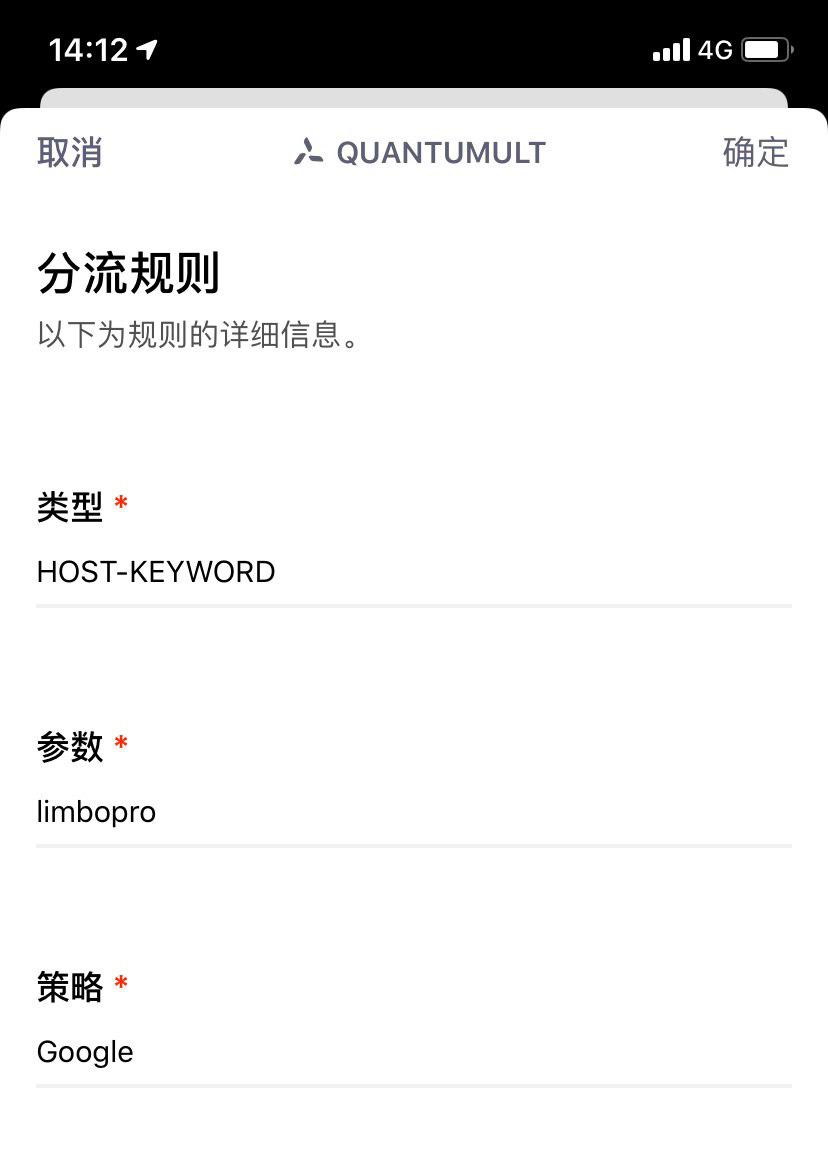 14:12
4G
取消
QUANTUMULT
确定
分流规则
以下为规则的详细信息。
类型 *
HOST-KEYWORD
参数 *
limbopro
策略 *
Google